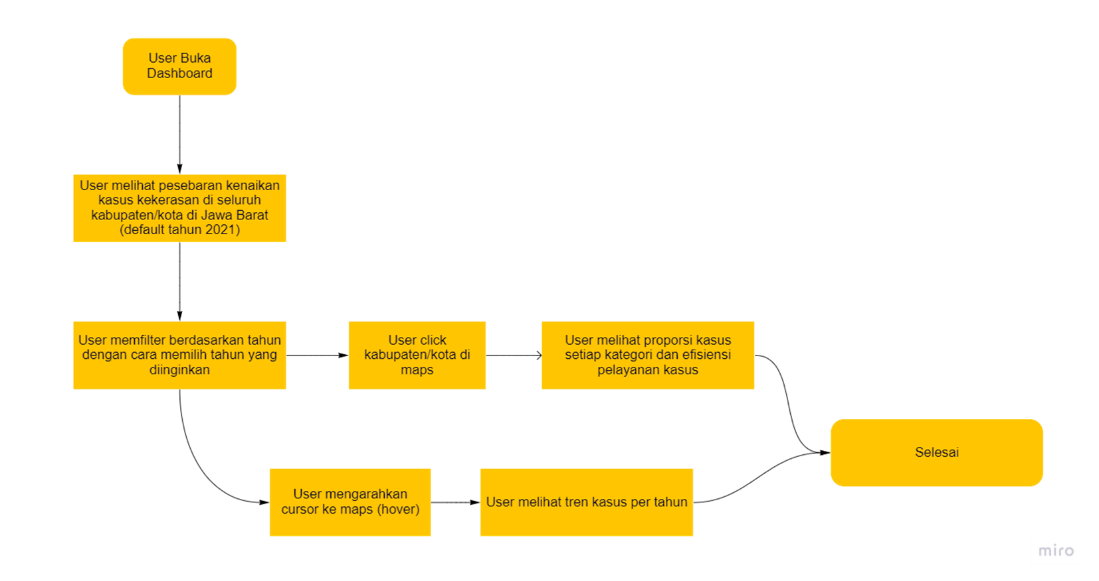 User Buka
Dashboard
User melihat pesebaran kenaikan
kasus kekerasan di seluruh
kabupaten/kota di Jawa Barat
(default tahun 2021)
User memfilter berdasarkan tahun
dengan cara memilih tahun yang
diinginkan
User click
kabupaten/kota di
maps
User melihat proporsi kasus
setiap kategori dan efisiensi
pelayanan kasus
Selesai
User mengarahkan
cursor ke maps (hover)
User melihat tren kasus per tahun
miro